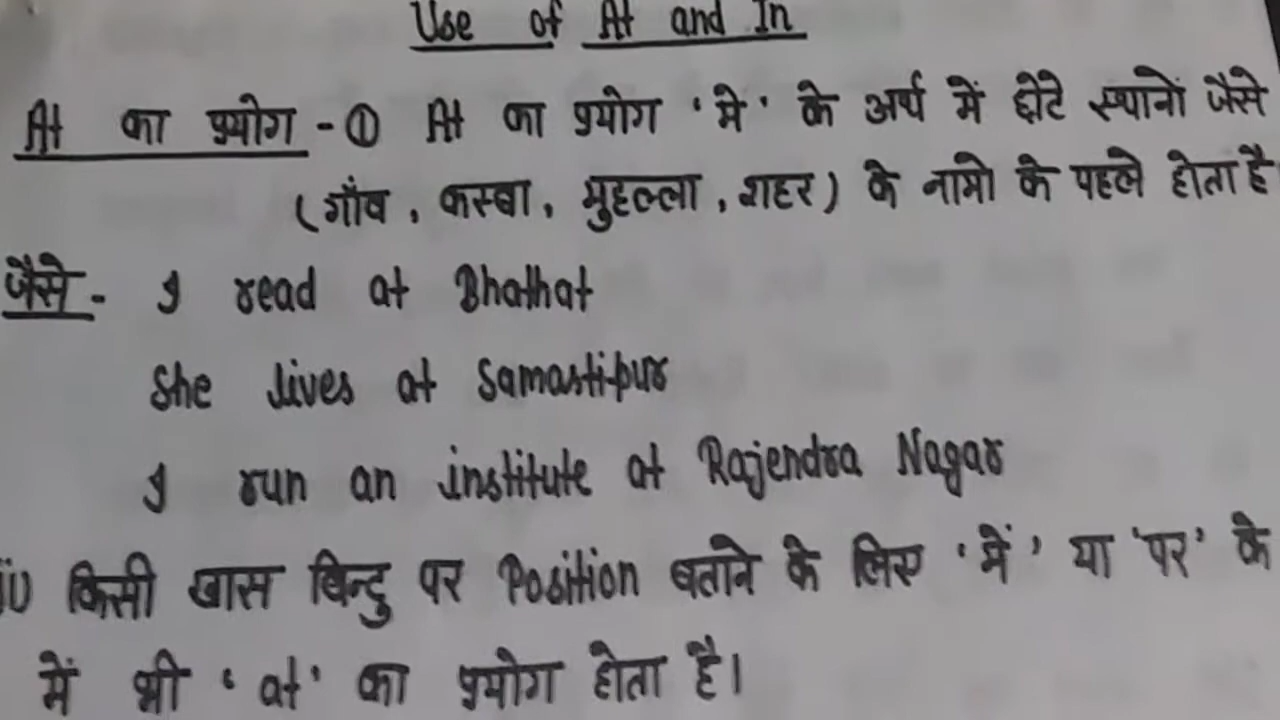 Use of At and In
At का प्रयोग - ① At का प्रयोग 'मे' के अर्थ में छोटे स्थानों जैसे
(गाँव, कस्बा, मुहल्ला, शहर) के नामो के पहले होता है
जैसे - I read at Bhathat
She lives at Samastipur
I run an institute at Rajendra Nagar
ii) किसी खास बिन्दु पर Position बताने के लिए 'में' या 'पर' के
में भी 'at' का प्रयोग होता है।